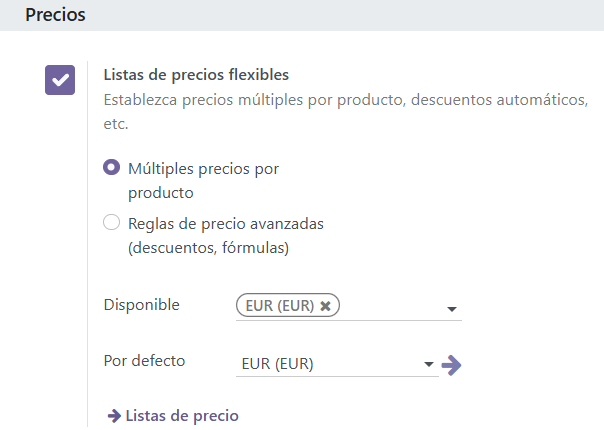 Precios
Listas de precios flexibles
Establezca precios múltiples por producto, descuentos automáticos,
etc.
Múltiples precios por
producto
Reglas de precio avanzadas
(descuentos, fórmulas)
Disponible EUR (EUR)
Por defecto EUR (EUR)
Listas de precio